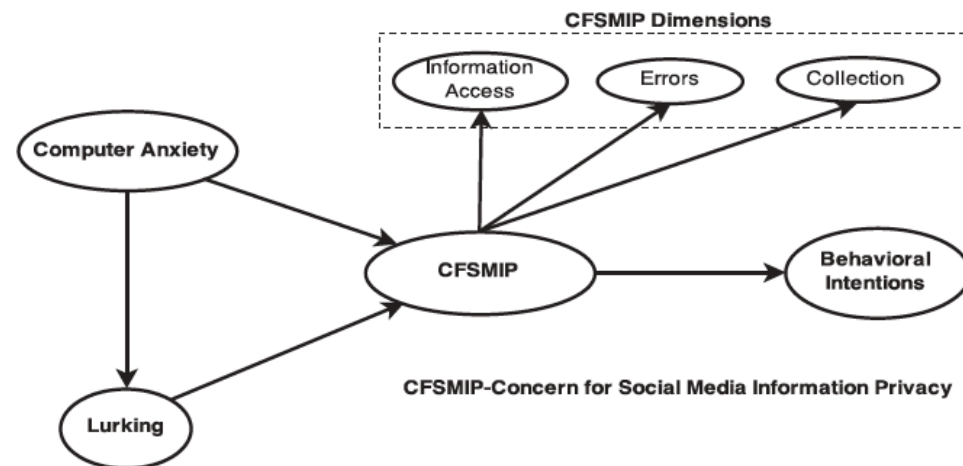 CFSMIP Dimensions
Information
Access
Errors
Collection
Computer Anxiety
CFSMIP
Behavioral
Intentions
CFSMIP-Concern for Social Media Information Privacy
Lurking